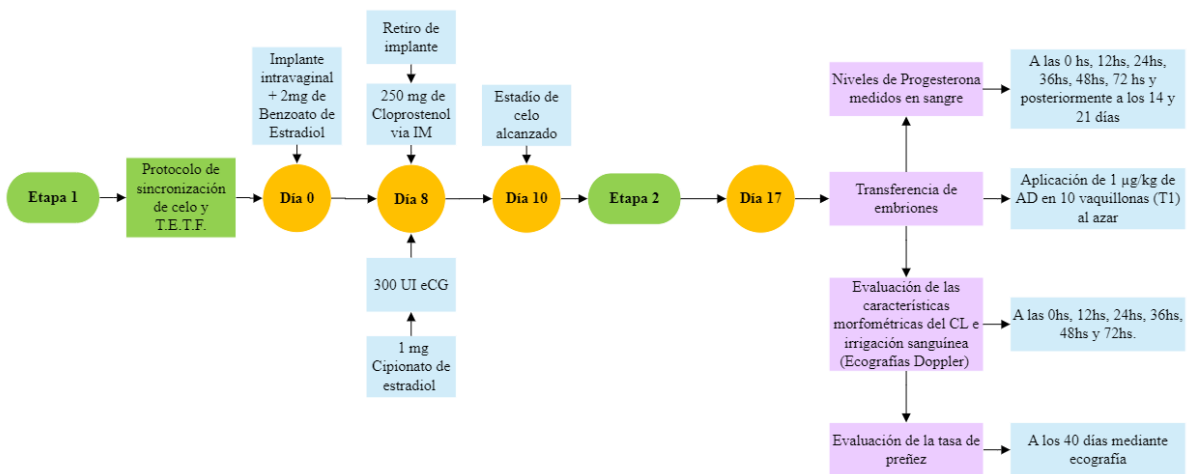 Etapa 1
Protocolo de
sincronización
de celo y
T.E.T.F.
Implante
intravaginal
+ 2mg de
Benzoato de
Estradiol
Día 0
Retiro de
implante
250 mg de
Cloprostenol
via IM
Día 8
300 UI eCG
1 mg
Cipionato de
estradiol
Estadío de
celo
alcanzado
Día 10
Etapa 2
Día 17
Niveles de Progesterona
medidos en sangre
A las 0 hs, 12hs, 24hs,
36hs, 48hs, 72 hs y
posteriormente a los 14 y
21 días
Transferencia de
embriones
Aplicación de 1 µg/kg de
AD en 10 vaquillonas (T1)
al azar
Evaluación de las
características
morfométricas del CL e
irrigación sanguínea
(Ecografías Doppler)
A las 0hs, 12hs, 24hs, 36hs,
48hs y 72hs.
Evaluación de la tasa de
preñez
A los 40 días mediante
ecografía